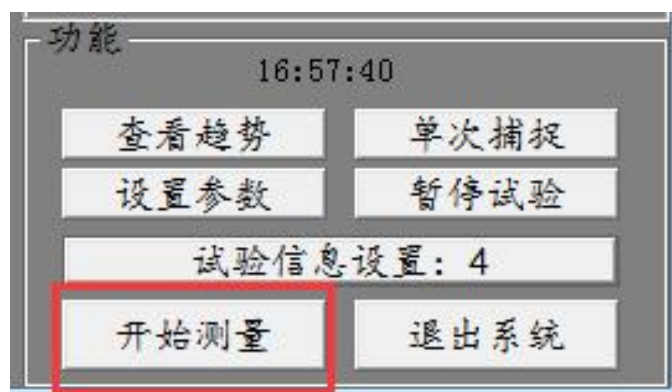 功能
16:57:40
查看趋势 单次捕捉
设置参数 暂停试验
试验信息设置: 4
开始测量 退出系统